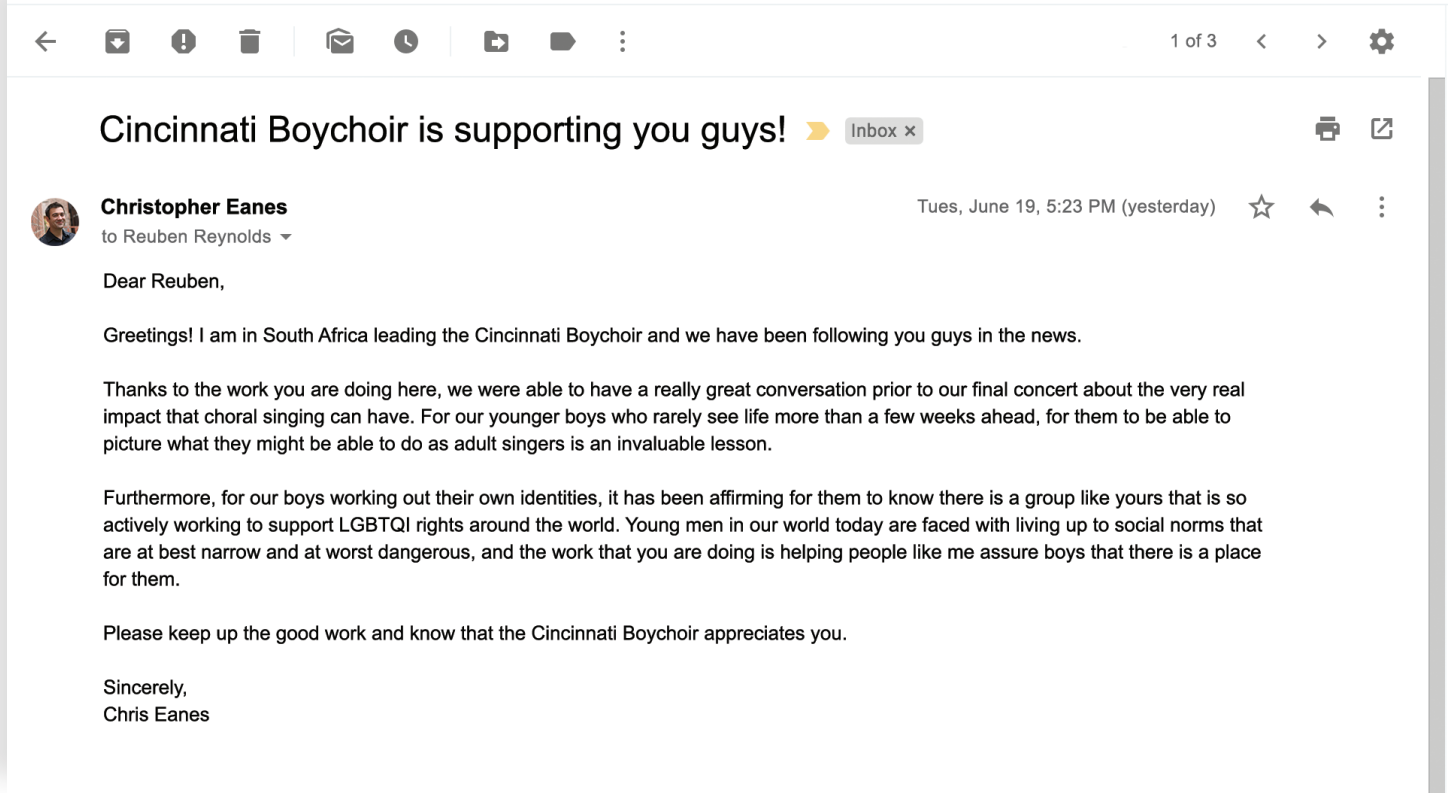 1 of 3
Cincinnati Boychoir is supporting you guys! Inbox ×
Christopher Eanes
Tues, June 19, 5:23 PM (yesterday)
to Reuben Reynolds
Dear Reuben,
Greetings! I am in South Africa leading the Cincinnati Boychoir and we have been following you guys in the news.
Thanks to the work you are doing here, we were able to have a really great conversation prior to our final concert about the very real
impact that choral singing can have. For our younger boys who rarely see life more than a few weeks ahead, for them to be able to
picture what they might be able to do as adult singers is an invaluable lesson.
Furthermore, for our boys working out their own identities, it has been affirming for them to know there is a group like yours that is so
actively working to support LGBTQI rights around the world. Young men in our world today are faced with living up to social norms that
are at best narrow and at worst dangerous, and the work that you are doing is helping people like me assure boys that there is a place
for them.
Please keep up the good work and know that the Cincinnati Boychoir appreciates you.
Sincerely,
Chris Eanes